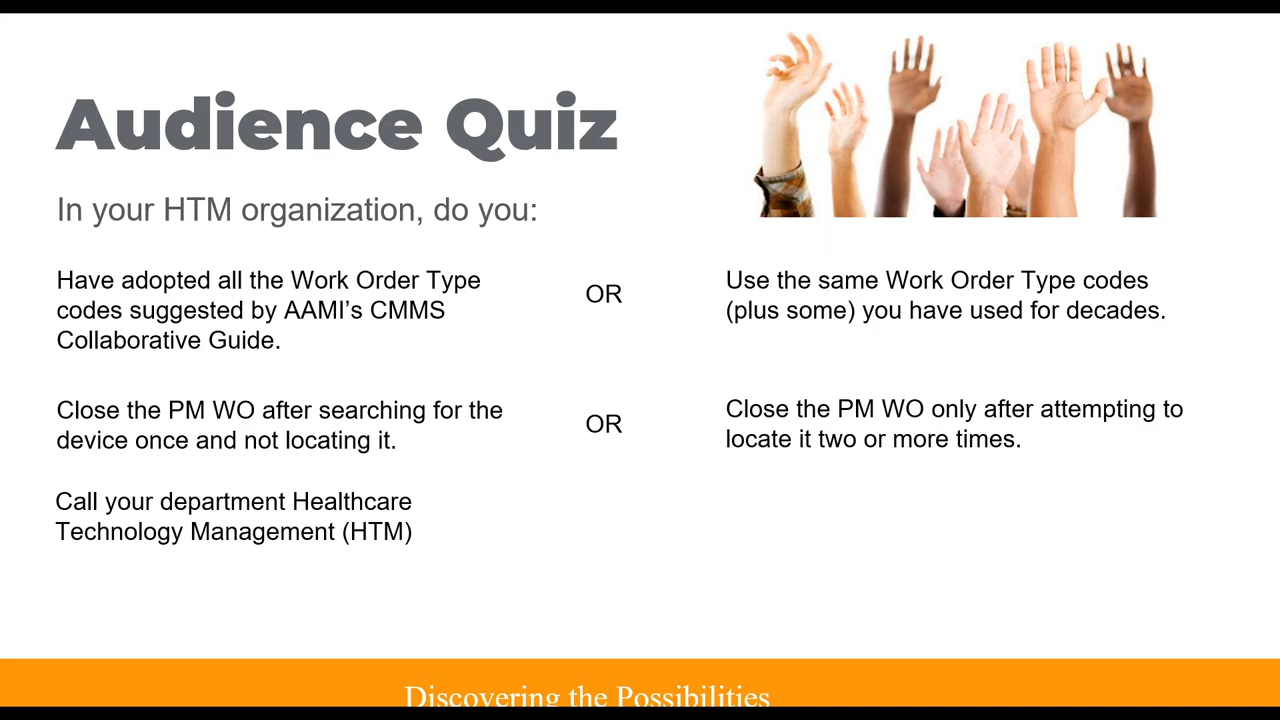 Audience Quiz
In your HTM organization, do you:
Have adopted all the Work Order Type
codes suggested by AAMI’s CMMS
Collaborative Guide.
OR
Use the same Work Order Type codes
(plus some) you have used for decades.
Close the PM WO after searching for the
device once and not locating it.
OR
Close the PM WO only after attempting to
locate it two or more times.
Call your department Healthcare
Technology Management (HTM)
Discovering the Possibilities